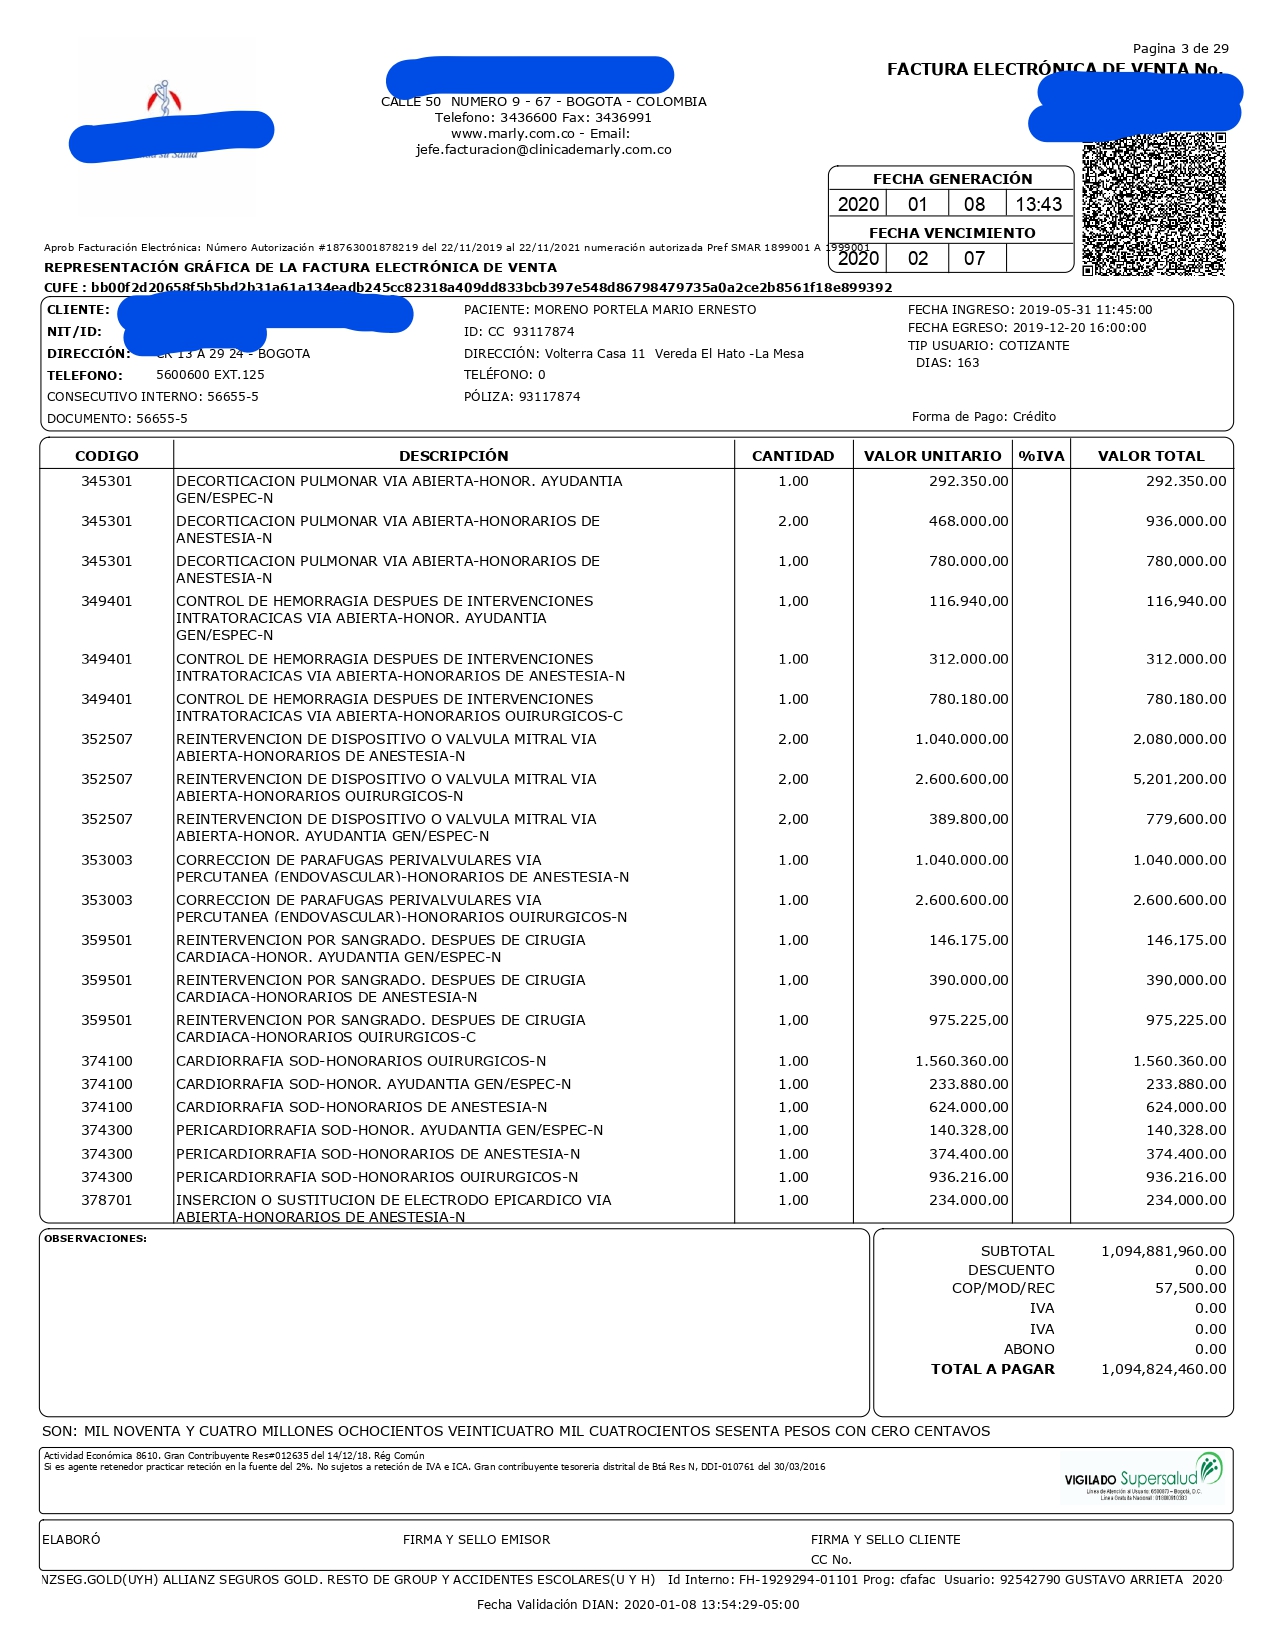 Pagina 3 de 29
FACTURA ELECTRÓNICA DE VENTA No.
CALLE 50 NUMERO 9 - 67 - BOGOTA - COLOMBIA
Telefono: 3436600 Fax: 3436991
www.marly.com.co - Email:
jefe.facturacion@clinicademarly.com.co
su Salud
FECHA GENERACIÓN
2020 01 08 13:43
FECHA VENCIMIENTO
2020 02 07
Aprob Facturación Electrónica: Número Autorización #18763001878219 del 22/11/2019 al 22/11/2021 numeración autorizada Pref SMAR 1899001 A 1999001
REPRESENTACIÓN GRÁFICA DE LA FACTURA ELECTRÓNICA DE VENTA
CUFE : bb00f2d20658f5b5bd2b31a61a134eadb245cc82318a409dd833bcb397e548d86798479735a0a2ce2b8561f18e899392
CLIENTE: PACIENTE: MORENO PORTELA MARIO ERNESTO FECHA INGRESO: 2019-05-31 11:45:00
NIT/ID: ID: CC 93117874 FECHA EGRESO: 2019-12-20 16:00:00
DIRECCIÓN: CR 13 A 29 24 - BOGOTA DIRECCIÓN: Volterra Casa 11 Vereda El Hato -La Mesa TIP USUARIO: COTIZANTE
TELEFONO: 5600600 EXT.125 TELÉFONO: 0 DIAS: 163
CONSECUTIVO INTERNO: 56655-5 PÓLIZA: 93117874
DOCUMENTO: 56655-5 Forma de Pago: Crédito
CODIGO DESCRIPCIÓN CANTIDAD VALOR UNITARIO %IVA VALOR TOTAL
345301 DECORTICACION PULMONAR VIA ABIERTA-HONOR. AYUDANTIA 1.00 292.350.00 292.350.00
GEN/ESPEC-N
345301 DECORTICACION PULMONAR VIA ABIERTA-HONORARIOS DE 2.00 468.000.00 936.000.00
ANESTESIA-N
345301 DECORTICACION PULMONAR VIA ABIERTA-HONORARIOS DE 1,00 780.000,00 780,000.00
ANESTESIA-N
349401 CONTROL DE HEMORRAGIA DESPUES DE INTERVENCIONES 1,00 116.940,00 116,940.00
INTRATORACICAS VIA ABIERTA-HONOR. AYUDANTIA
GEN/ESPEC-N
349401 CONTROL DE HEMORRAGIA DESPUES DE INTERVENCIONES 1.00 312.000.00 312.000.00
INTRATORACICAS VIA ABIERTA-HONORARIOS DE ANESTESIA-N
349401 CONTROL DE HEMORRAGIA DESPUES DE INTERVENCIONES 1.00 780.180.00 780.180.00
INTRATORACICAS VIA ABIERTA-HONORARIOS QUIRURGICOS-C
352507 REINTERVENCION DE DISPOSITIVO O VALVULA MITRAL VIA 2,00 1.040.000,00 2,080,000.00
ABIERTA-HONORARIOS DE ANESTESIA-N
352507 REINTERVENCION DE DISPOSITIVO O VALVULA MITRAL VIA 2,00 2.600.600,00 5,201,200.00
ABIERTA-HONORARIOS QUIRURGICOS-N
352507 REINTERVENCION DE DISPOSITIVO O VALVULA MITRAL VIA 2,00 389.800,00 779,600.00
ABIERTA-HONOR. AYUDANTIA GEN/ESPEC-N
353003 CORRECCION DE PARAFUGAS PERIVALVULARES VIA 1.00 1.040.000.00 1.040.000.00
PERCUTANEA (ENDOVASCULAR)-HONORARIOS DE ANESTESIA-N
353003 CORRECCION DE PARAFUGAS PERIVALVULARES VIA 1.00 2.600.600.00 2.600.600.00
PERCUTANEA (ENDOVASCULAR)-HONORARIOS QUIRURGICOS-N
359501 REINTERVENCION POR SANGRADO. DESPUES DE CIRUGIA 1,00 146.175,00 146,175.00
CARDIACA-HONOR. AYUDANTIA GEN/ESPEC-N
359501 REINTERVENCION POR SANGRADO. DESPUES DE CIRUGIA 1,00 390.000,00 390,000.00
CARDIACA-HONORARIOS DE ANESTESIA-N
359501 REINTERVENCION POR SANGRADO. DESPUES DE CIRUGIA 1,00 975.225,00 975,225.00
CARDIACA-HONORARIOS QUIRURGICOS-C
374100 CARDIORRAFIA SOD-HONORARIOS QUIRURGICOS-N 1.00 1.560.360.00 1.560.360.00
374100 CARDIORRAFIA SOD-HONOR. AYUDANTIA GEN/ESPEC-N 1.00 233.880.00 233.880.00
374100 CARDIORRAFIA SOD-HONORARIOS DE ANESTESIA-N 1,00 624.000,00 624,000.00
374300 PERICARDIORRAFIA SOD-HONOR. AYUDANTIA GEN/ESPEC-N 1,00 140.328,00 140,328.00
374300 PERICARDIORRAFIA SOD-HONORARIOS DE ANESTESIA-N 1.00 374.400.00 374.400.00
374300 PERICARDIORRAFIA SOD-HONORARIOS QUIRURGICOS-N 1.00 936.216.00 936.216.00
378701 INSERCION O SUSTITUCION DE ELECTRODO EPICARDICO VIA 1,00 234.000,00 234.000.00
ABIERTA-HONORARIOS DE ANESTESIA-N
OBSERVACIONES:
SUBTOTAL 1,094,881,960.00
DESCUENTO 0.00
COP/MOD/REC 57,500.00
IVA 0.00
IVA 0.00
ABONO 0.00
TOTAL A PAGAR 1,094,824,460.00
SON: MIL NOVENTA Y CUATRO MILLONES OCHOCIENTOS VEINTICUATRO MIL CUATROCIENTOS SESENTA PESOS CON CERO CENTAVOS
Actividad Económica 8610. Gran Contribuyente Res#012635 del 14/12/18. Rég Común
Si es agente retenedor practicar reteción en la fuente del 2%. No sujetos a reteción de IVA e ICA. Gran contribuyente tesoreria distrital de Btá Res N, DDI-010761 del 30/03/2016
VIGILADO Supersalud
ELABORÓ FIRMA Y SELLO EMISOR FIRMA Y SELLO CLIENTE
CC No.
NZSEG.GOLD(UYH) ALLIANZ SEGUROS GOLD. RESTO DE GROUP Y ACCIDENTES ESCOLARES(U Y H) Id Interno: FH-1929294-01101 Prog: cfafac Usuario: 92542790 GUSTAVO ARRIETA 2020
Fecha Validación DIAN: 2020-01-08 13:54:29-05:00